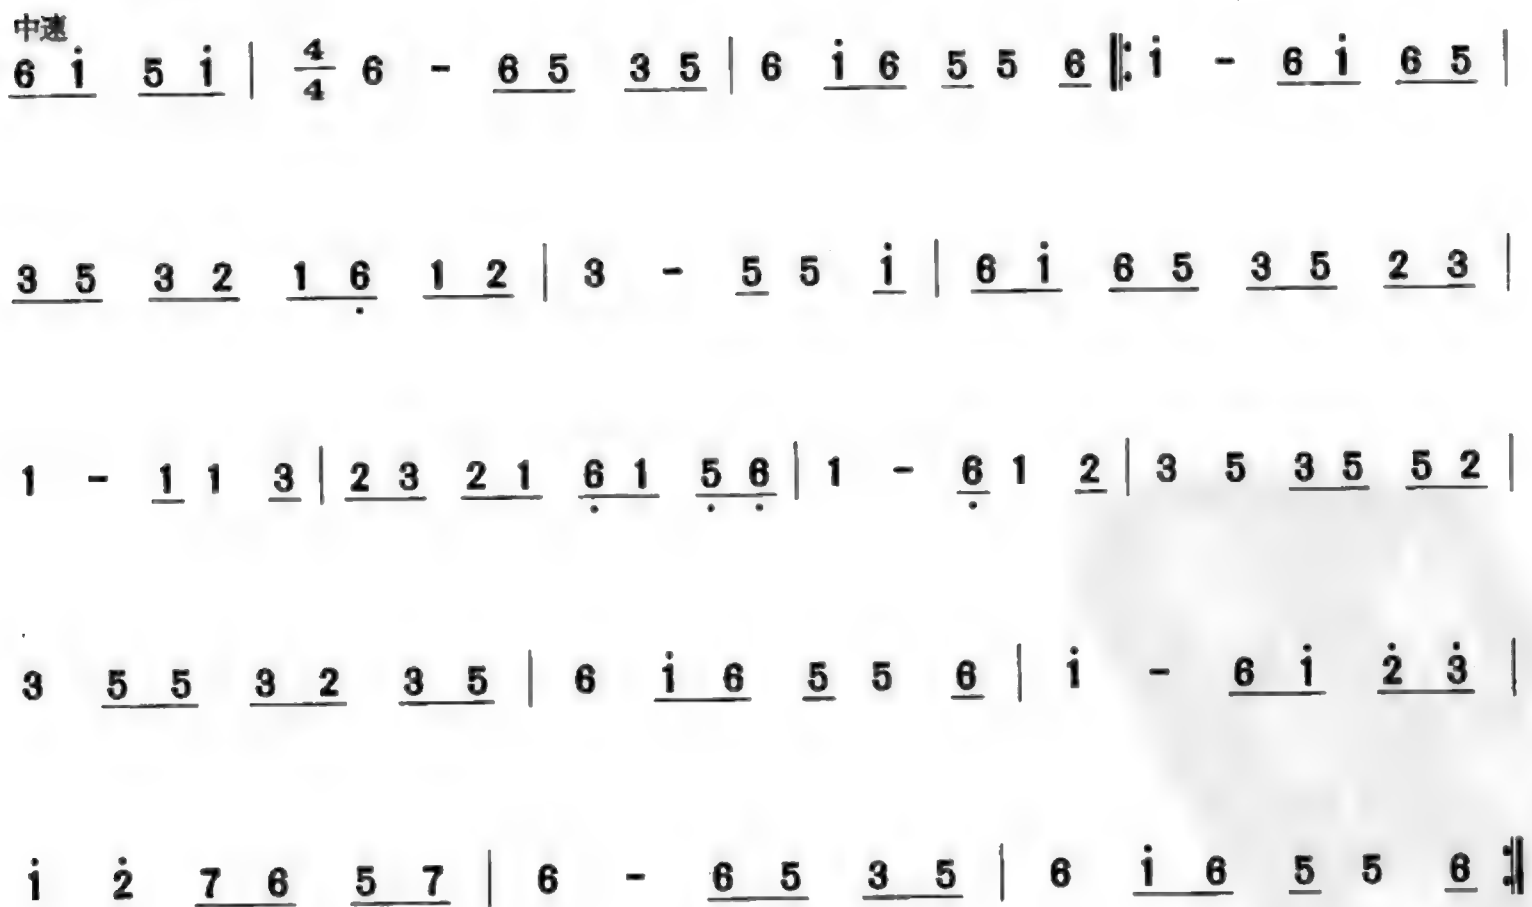 中速
6 i̇ 5 i̇ | 4/4 6 - 6 5 3 5 | 6 i̇ 6 5 5 6 ‖: i̇ - 6 i̇ 6 5 |
3 5 3 2 1 6̣ 1 2 | 3 - 5 5 i̇ | 6 i̇ 6 5 3 5 2 3 |
1 - 1 1 3 | 2 3 2 1 6̣ 1 5̣ 6̣ | 1 - 6̣ 1 2 | 3 5 3 5 5 2 |
3 5 5 3 2 3 5 | 6 i̇ 6 5 5 6 | i̇ - 6 i̇ 2̇ 3̇ |
i̇ 2̇ 7 6 5 7 | 6 - 6 5 3 5 | 6 i̇ 6 5 5 6 :‖